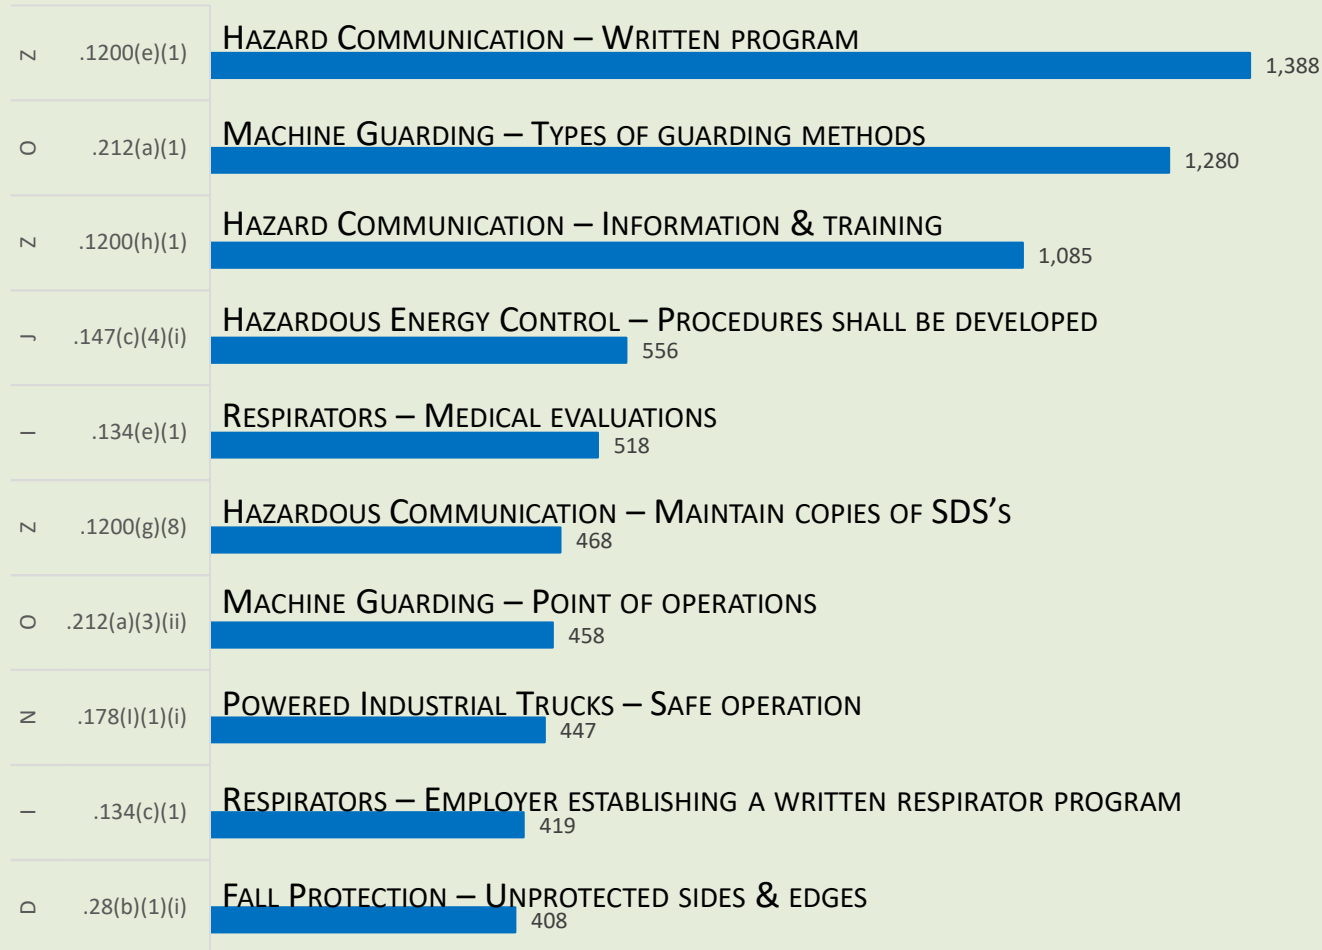 Z .1200(e)(1) HAZARD COMMUNICATION – WRITTEN PROGRAM 1,388
O .212(a)(1) MACHINE GUARDING – TYPES OF GUARDING METHODS 1,280
Z .1200(h)(1) HAZARD COMMUNICATION – INFORMATION & TRAINING 1,085
J .147(c)(4)(i) HAZARDOUS ENERGY CONTROL – PROCEDURES SHALL BE DEVELOPED 556
I .134(e)(1) RESPIRATORS – MEDICAL EVALUATIONS 518
Z .1200(g)(8) HAZARDOUS COMMUNICATION – MAINTAIN COPIES OF SDS’S 468
O .212(a)(3)(ii) MACHINE GUARDING – POINT OF OPERATIONS 458
N .178(l)(1)(i) POWERED INDUSTRIAL TRUCKS – SAFE OPERATION 447
I .134(c)(1) RESPIRATORS – EMPLOYER ESTABLISHING A WRITTEN RESPIRATOR PROGRAM 419
D .28(b)(1)(i) FALL PROTECTION – UNPROTECTED SIDES & EDGES 408